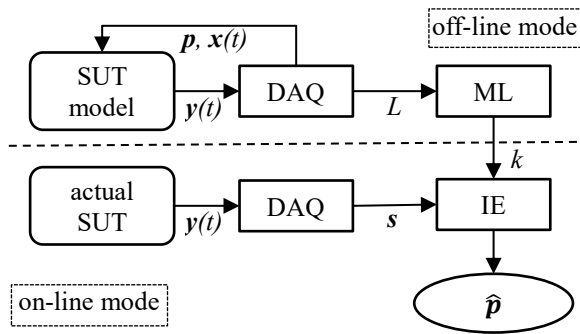 p, x(t)
off-line mode
SUT
model
y(t)
DAQ
L
ML
k
actual
SUT
y(t)
DAQ
s
IE
on-line mode
p̂